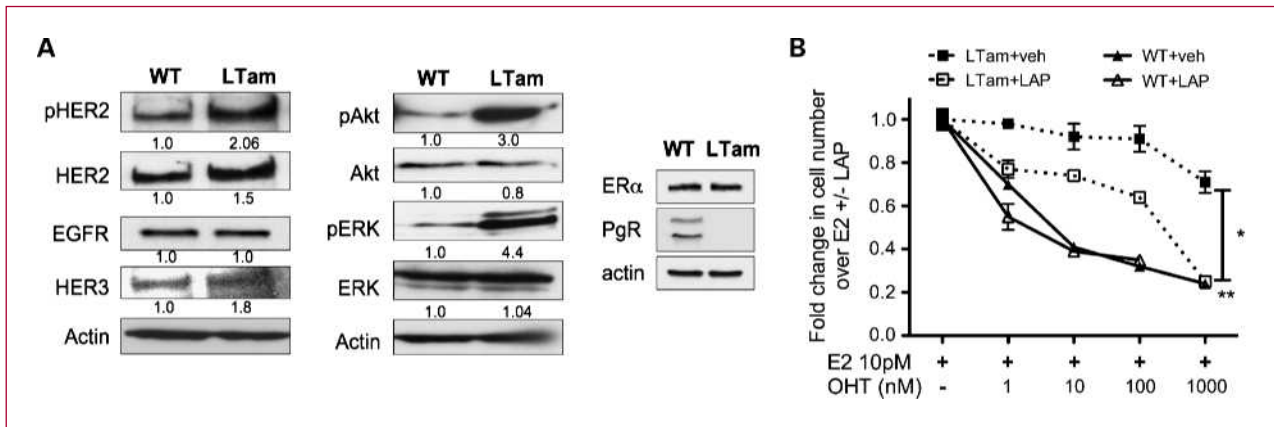 A
WT LTam
pHER2
1.0 2.06
HER2
1.0 1.5
EGFR
1.0 1.0
HER3
1.0 1.8
Actin
WT LTam
pAkt
1.0 3.0
Akt
1.0 0.8
pERK
1.0 4.4
ERK
1.0 1.04
Actin
WT LTam
ERα
PgR
actin
B
LTam+veh WT+veh
LTam+LAP WT+LAP
Fold change in cell number
over E2 +/- LAP
1.0
0.8
0.6
0.4
0.2
0.0
*
**
E2 10pM + + + + +
OHT (nM) - 1 10 100 1000